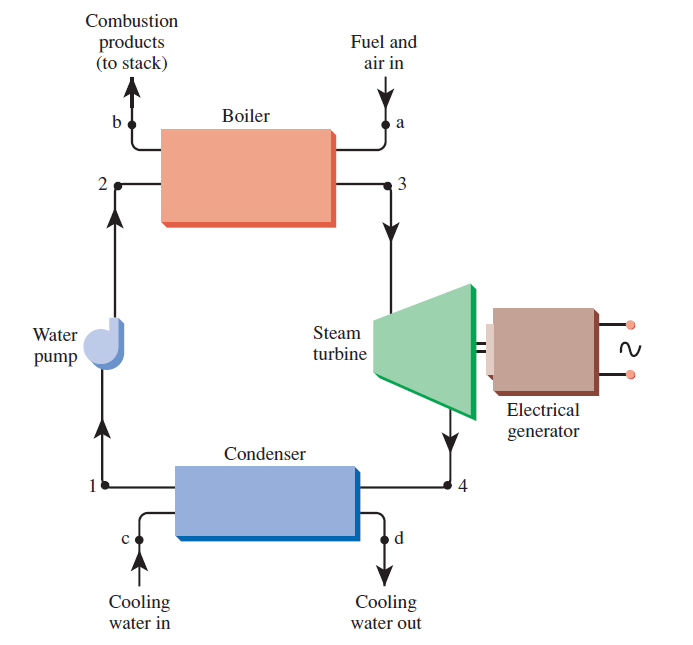 Combustion
products
(to stack)
Fuel and
air in
b
Boiler
a
2
3
Water
pump
Steam
turbine
Electrical
generator
Condenser
1
4
c
d
Cooling
water in
Cooling
water out